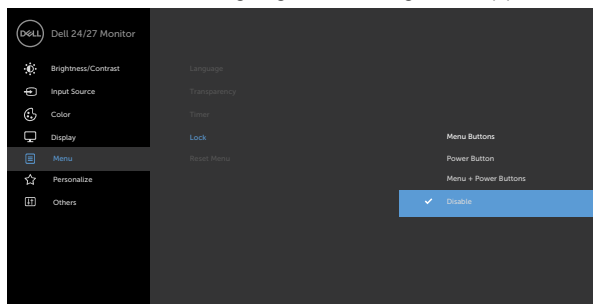 DELL
Dell 24/27 Monitor
Brightness/Contrast
Input Source
Color
Display
Menu
Personalize
Others
Language
Transparency
Timer
Lock
Reset Menu
Menu Buttons
Power Button
Menu + Power Buttons
Disable